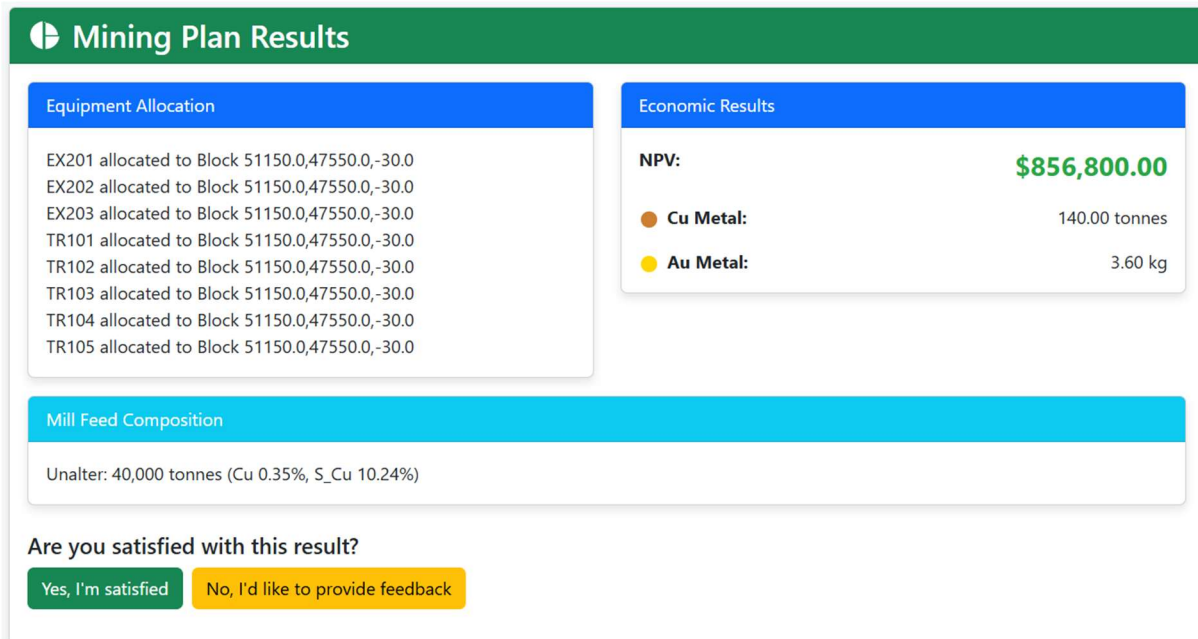 Mining Plan Results
Equipment Allocation
EX201 allocated to Block 51150.0,47550.0,-30.0
EX202 allocated to Block 51150.0,47550.0,-30.0
EX203 allocated to Block 51150.0,47550.0,-30.0
TR101 allocated to Block 51150.0,47550.0,-30.0
TR102 allocated to Block 51150.0,47550.0,-30.0
TR103 allocated to Block 51150.0,47550.0,-30.0
TR104 allocated to Block 51150.0,47550.0,-30.0
TR105 allocated to Block 51150.0,47550.0,-30.0
Economic Results
NPV: $856,800.00
Cu Metal: 140.00 tonnes
Au Metal: 3.60 kg
Mill Feed Composition
Unalter: 40,000 tonnes (Cu 0.35%, S_Cu 10.24%)
Are you satisfied with this result?
Yes, I'm satisfied No, I'd like to provide feedback